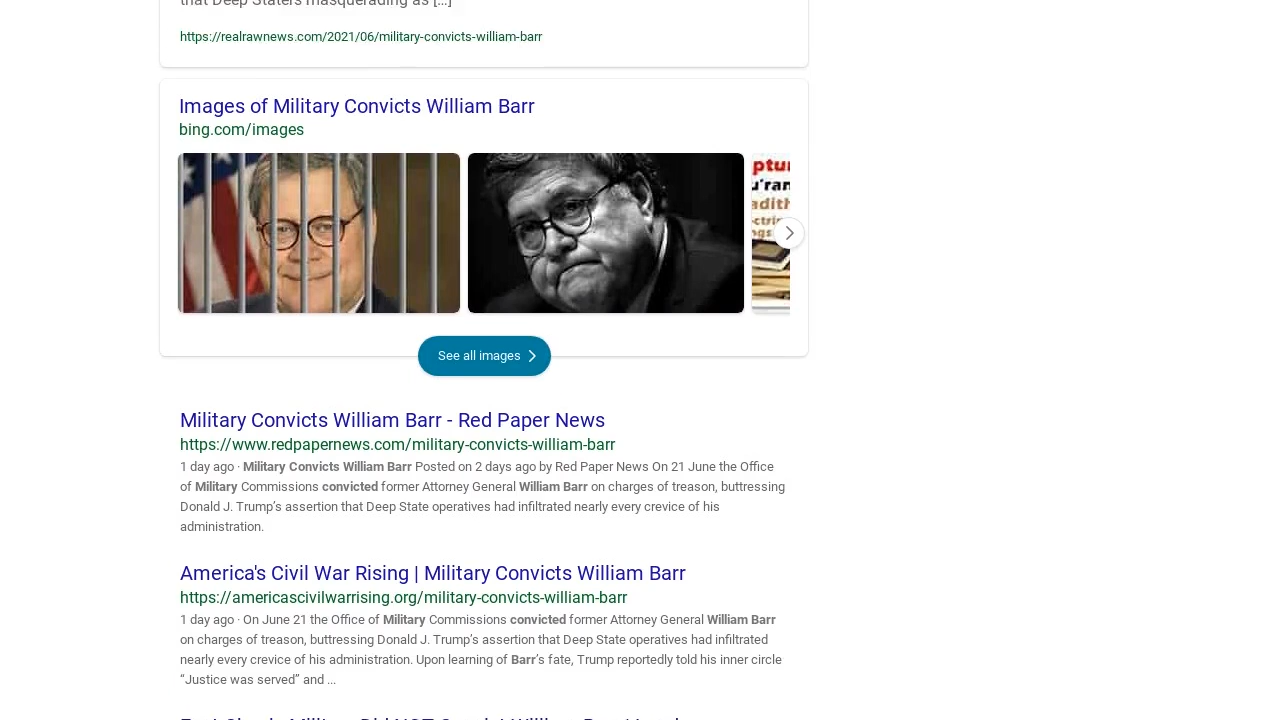 that Deep Staters masquerading as […]
https://realrawnews.com/2021/06/military-convicts-william-barr
Images of Military Convicts William Barr
bing.com/images
ptu
u'ran
adith
ctri
ngs
See all images
Military Convicts William Barr - Red Paper News
https://www.redpapernews.com/military-convicts-william-barr
1 day ago · Military Convicts William Barr Posted on 2 days ago by Red Paper News On 21 June the Office
of Military Commissions convicted former Attorney General William Barr on charges of treason, buttressing
Donald J. Trump’s assertion that Deep State operatives had infiltrated nearly every crevice of his
administration.
America's Civil War Rising | Military Convicts William Barr
https://americascivilwarrising.org/military-convicts-william-barr
1 day ago · On June 21 the Office of Military Commissions convicted former Attorney General William Barr
on charges of treason, buttressing Donald J. Trump’s assertion that Deep State operatives had infiltrated
nearly every crevice of his administration. Upon learning of Barr’s fate, Trump reportedly told his inner circle
“Justice was served” and ...